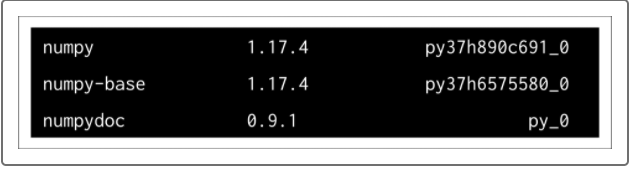 numpy 1.17.4 py37h890c691_0
numpy-base 1.17.4 py37h6575580_0
numpydoc 0.9.1 py_0